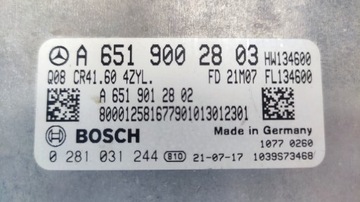 A 651 900 28 03 HW134600
Q08 CR41.60 4ZYL. FD 21M07 FL134600
A 651 901 28 02
800012581677901013012301
BOSCH Made in Germany
1077 0260
0 281 031 244 810 21-07-17 1039S73468